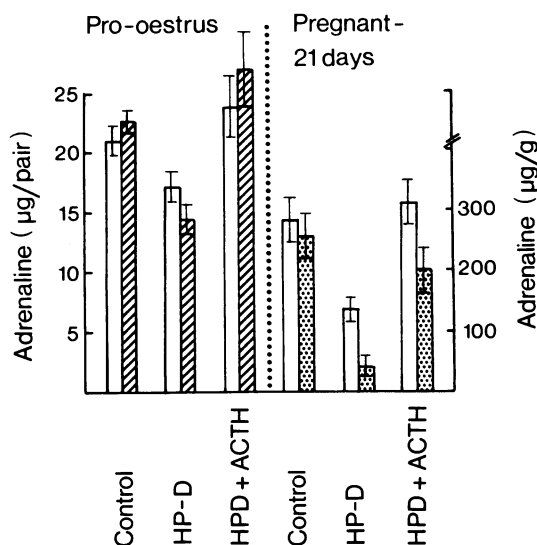 Pro-oestrus
Pregnant-
21 days
Adrenaline (µg/pair)
25
20
15
10
5
300
200
100
Adrenaline (µg/g)
Control
HP-D
HPD + ACTH
Control
HP-D
HPD + ACTH